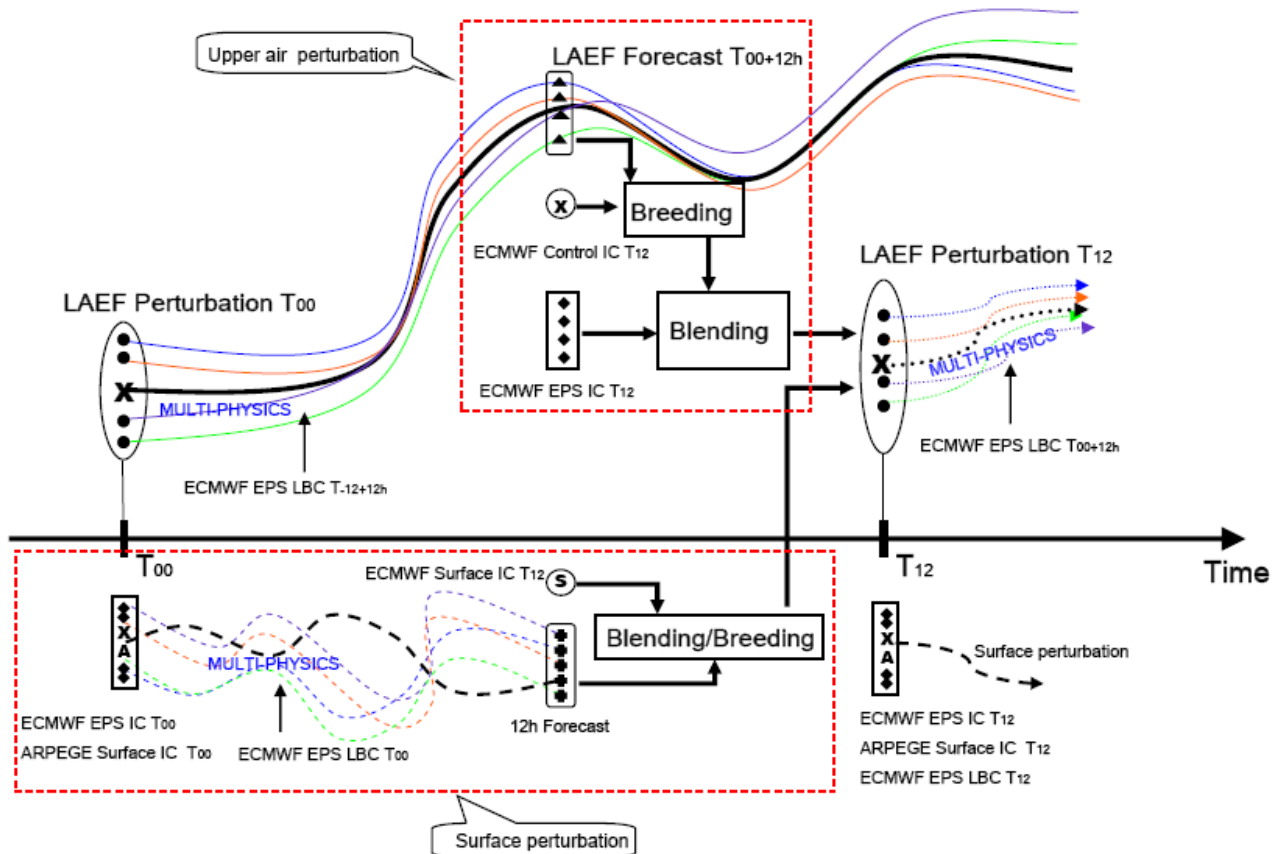 Upper air perturbation
LAEF Forecast T00+12h
X
Breeding
ECMWF Control IC T12
LAEF Perturbation T12
LAEF Perturbation T00
Blending
X
MULTI-PHYSICS
X
MULTI-PHYSICS
ECMWF EPS IC T12
ECMWF EPS LBC T00+12h
ECMWF EPS LBC T-12+12h
T00
T12
Time
ECMWF Surface IC T12
S
X
A
MULTI-PHYSICS
Blending/Breeding
X
A
Surface perturbation
12h Forecast
ECMWF EPS IC T00
ARPEGE Surface IC T00
ECMWF EPS LBC T00
ECMWF EPS IC T12
ARPEGE Surface IC T12
ECMWF EPS LBC T12
Surface perturbation